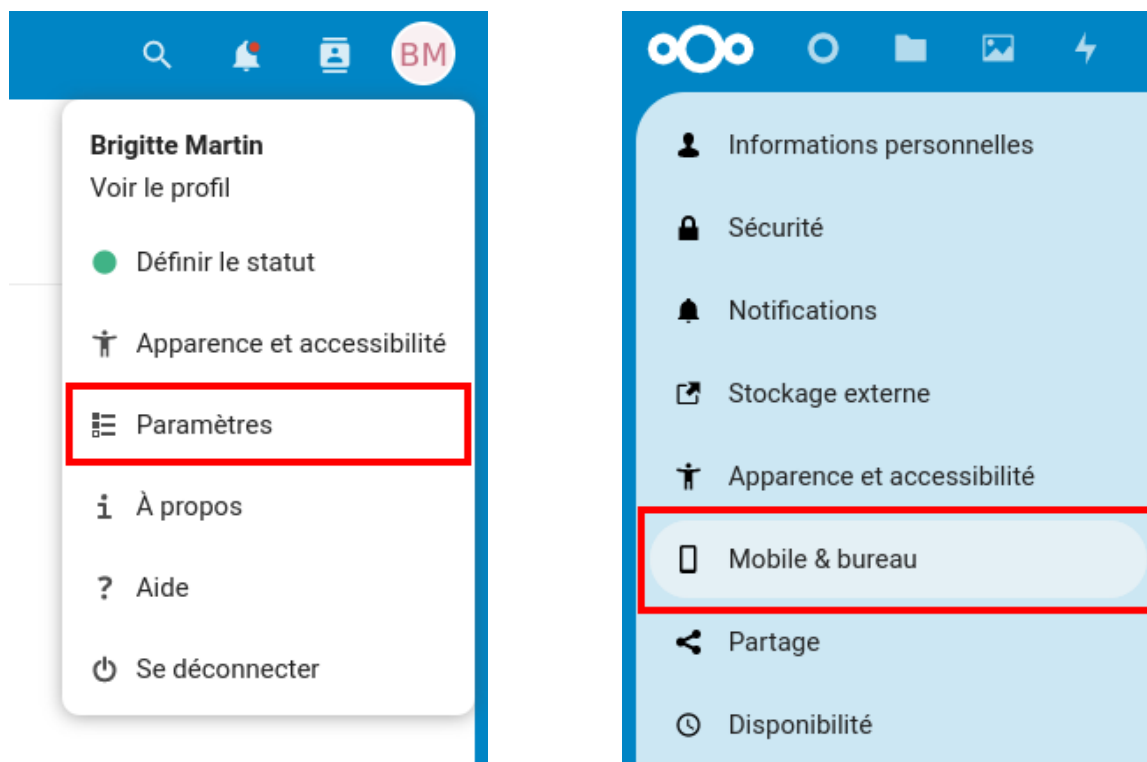 BM
Brigitte Martin
Voir le profil
Définir le statut
Apparence et accessibilité
Paramètres
À propos
Aide
Se déconnecter
Informations personnelles
Sécurité
Notifications
Stockage externe
Apparence et accessibilité
Mobile & bureau
Partage
Disponibilité